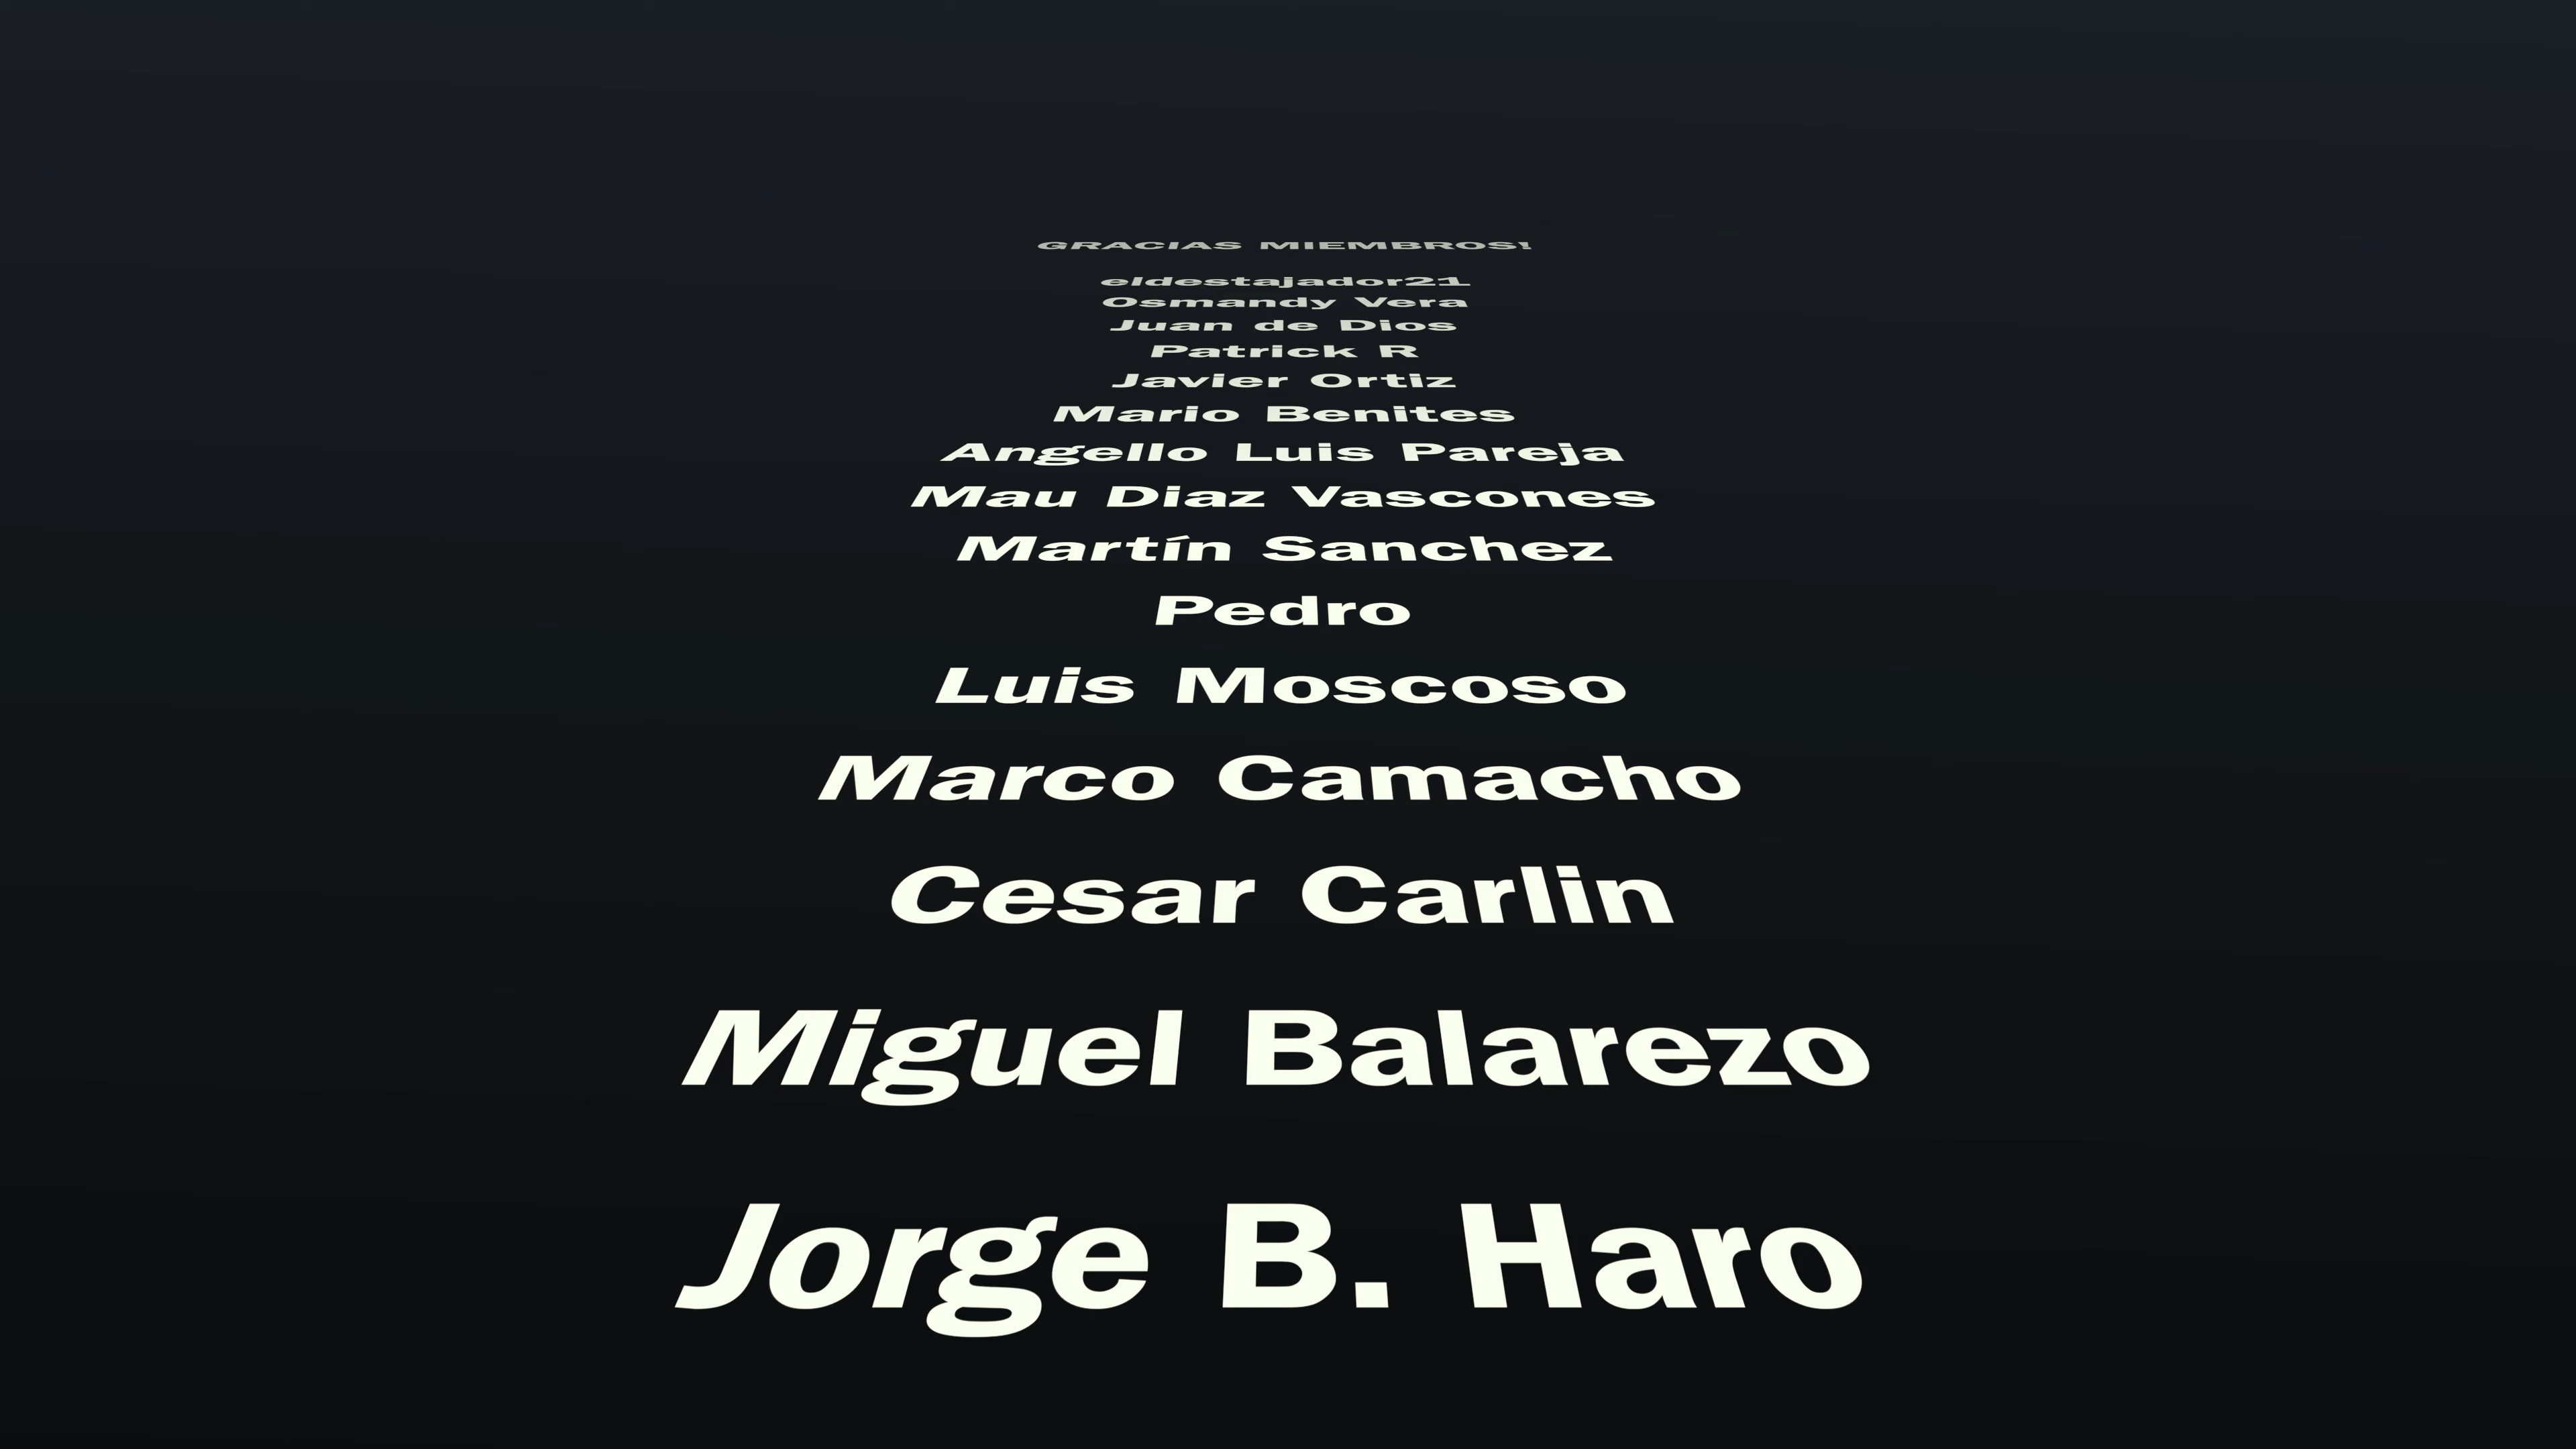 GRACIAS MIEMBROS!
eldestajador21
Osmandy Vera
Juan de Dios
Patrick R
Javier Ortiz
Mario Benites
Angello Luis Pareja
Mau Diaz Vascones
Martín Sanchez
Pedro
Luis Moscoso
Marco Camacho
Cesar Carlin
Miguel Balarezo
Jorge B. Haro